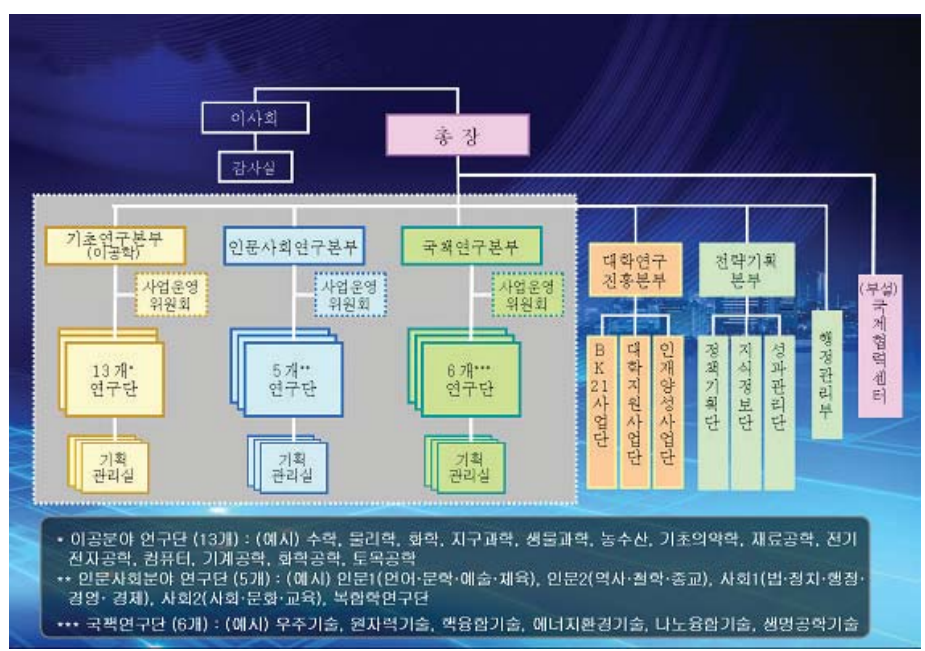 이사회
총 장
감사실
기초연구본부
(이공학)
인문사회연구본부
국책연구본부
대학연구
진흥본부
전략기획
본부
(부설)국제협력센터
사업운영
위원회
사업운영
위원회
사업운영
위원회
13개*
연구단
5개**
연구단
6개***
연구단
BK21사업단
대학지원사업단
인재양성사업단
정책기획단
지식정보단
성과관리단
행정관리부
기획
관리실
기획
관리실
기획
관리실
* 이공분야 연구단 (13개) : (예시) 수학, 물리학, 화학, 지구과학, 생물과학, 농수산, 기초의약학, 재료공학, 전기
전자공학, 컴퓨터, 기계공학, 화학공학, 토목공학
** 인문사회분야 연구단 (5개) : (예시) 인문1(언어·문학·예술·체육), 인문2(역사·철학·종교), 사회1(법·정치·행정·
경영· 경제), 사회2(사회·문화·교육), 복합학연구단
*** 국책연구단 (6개) : (예시) 우주기술, 원자력기술, 핵융합기술, 에너지환경기술, 나노융합기술, 생명공학기술